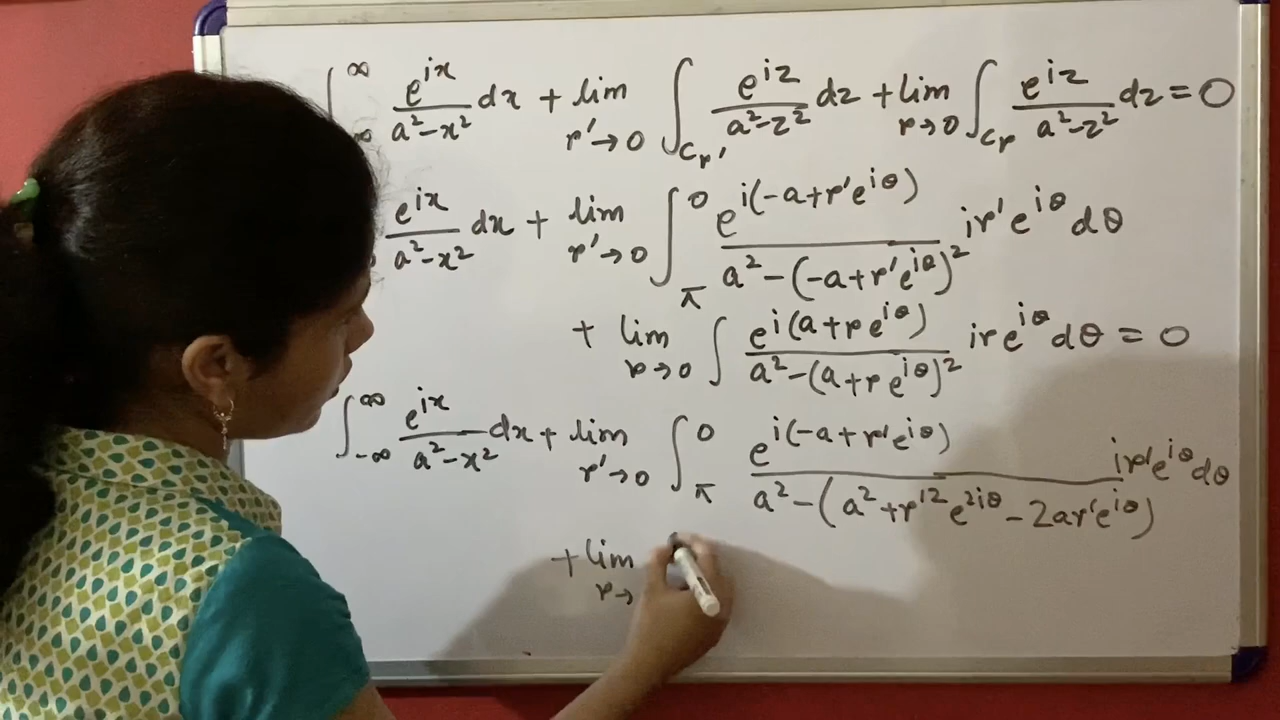 ∫^∞_∞ e^{ix}/(a²-x²) dx + lim_{r'→0} ∫_{C_{r'}} e^{iz}/(a²-z²) dz + lim_{r→0} ∫_{C_r} e^{iz}/(a²-z²) dz = 0
e^{ix}/(a²-x²) dx + lim_{r'→0} ∫_π^0 e^{i(-a+r'e^{iθ})}/(a²-(-a+r'e^{iθ})²) ir'e^{iθ} dθ
+ lim_{r→0} ∫ e^{i(a+re^{iθ})}/(a²-(a+re^{iθ})²) ire^{iθ} dθ = 0
∫_{-∞}^∞ e^{ix}/(a²-x²) dx + lim_{r'→0} ∫_π^0 e^{i(-a+r'e^{iθ})}/(a²-(a²+r'²e^{2iθ}-2ar'e^{iθ})) ir'e^{iθ} dθ
+ lim_{r→}